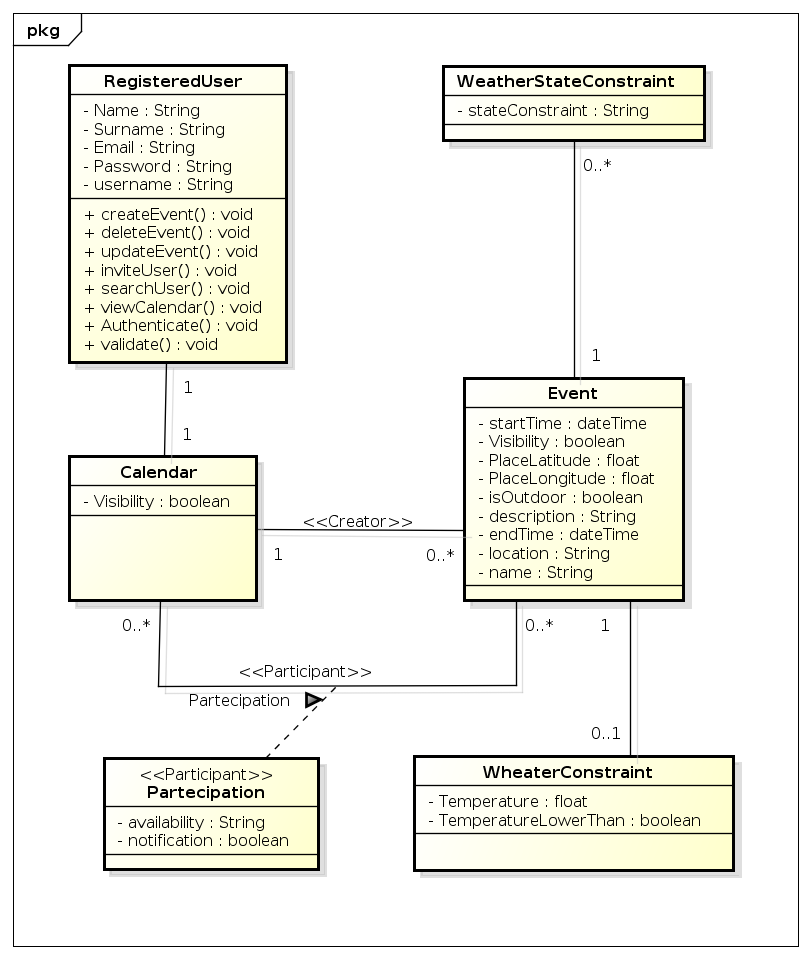 pkg
RegisteredUser
- Name : String
- Surname : String
- Email : String
- Password : String
- username : String
+ createEvent() : void
+ deleteEvent() : void
+ updateEvent() : void
+ inviteUser() : void
+ searchUser() : void
+ viewCalendar() : void
+ Authenticate() : void
+ validate() : void
WeatherStateConstraint
- stateConstraint : String
0..*
1
1
1
Event
- startTime : dateTime
- Visibility : boolean
- PlaceLatitude : float
- PlaceLongitude : float
- isOutdoor : boolean
- description : String
- endTime : dateTime
- location : String
- name : String
Calendar
- Visibility : boolean
<<Creator>>
1
0..*
0..*
0..*
1
<<Participant>>
Partecipation
0..1
<<Participant>>
Partecipation
- availability : String
- notification : boolean
WheaterConstraint
- Temperature : float
- TemperatureLowerThan : boolean